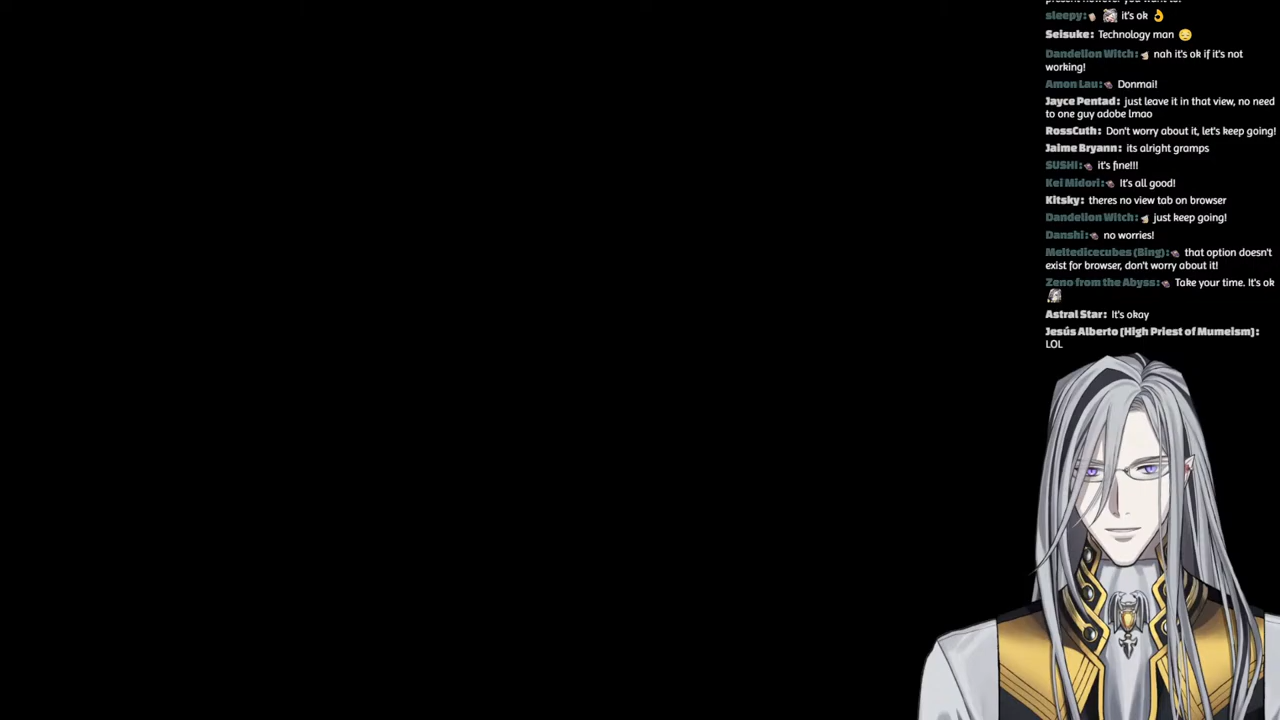 sleepy: it's ok 👌
Seisuke: Technology man 😔
Dandelion Witch: nah it's ok if it's not
working!
Amon Lau: Donmai!
Jayce Pentad: just leave it in that view, no need
to one guy adobe lmao
RossCuth: Don't worry about it, let's keep going!
Jaime Bryann: its alright gramps
SUSHI: it's fine!!!
Kei Midori: It's all good!
Kitsky: theres no view tab on browser
Dandelion Witch: just keep going!
Danshi: no worries!
Meltedicecubes (Bing): that option doesn't
exist for browser, don't worry about it!
Zeno from the Abyss: Take your time. It's ok
Astral Star: It's okay
Jesús Alberto [High Priest of Mumeism]:
LOL